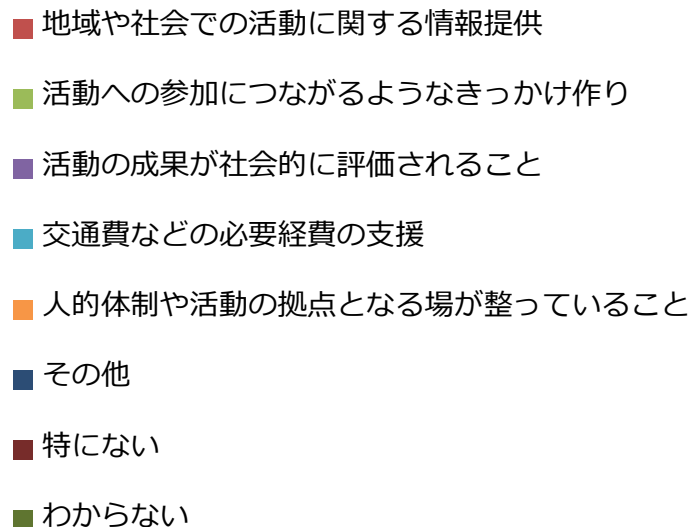 地域や社会での活動に関する情報提供
活動への参加につながるようなきっかけ作り
活動の成果が社会的に評価されること
交通費などの必要経費の支援
人的体制や活動の拠点となる場が整っていること
その他
特にない
わからない